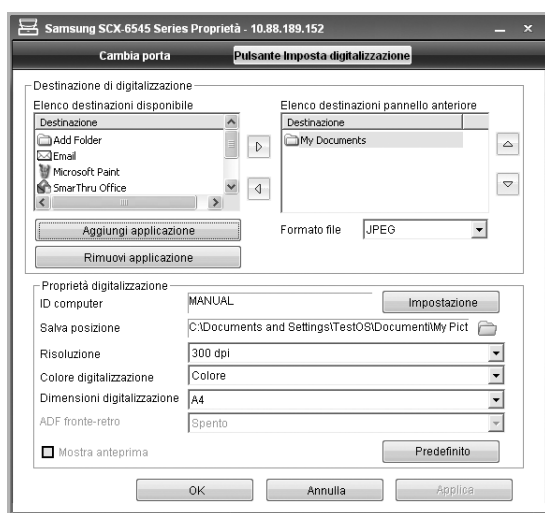 Samsung SCX-6545 Series Proprietà - 10.88.189.152
Cambia porta
Pulsante Imposta digitalizzazione
Destinazione di digitalizzazione
Elenco destinazioni disponibile
Destinazione
Add Folder
Email
Microsoft Paint
SmarThru Office
Aggiungi applicazione
Rimuovi applicazione
Elenco destinazioni pannello anteriore
Destinazione
My Documents
Formato file JPEG
Proprietà digitalizzazione
ID computer MANUAL Impostazione
Salva posizione C:\Documents and Settings\TestOS\Documenti\My Pict
Risoluzione 300 dpi
Colore digitalizzazione Colore
Dimensioni digitalizzazione A4
ADF fronte-retro Spento
Mostra anteprima Predefinito
OK Annulla Applica